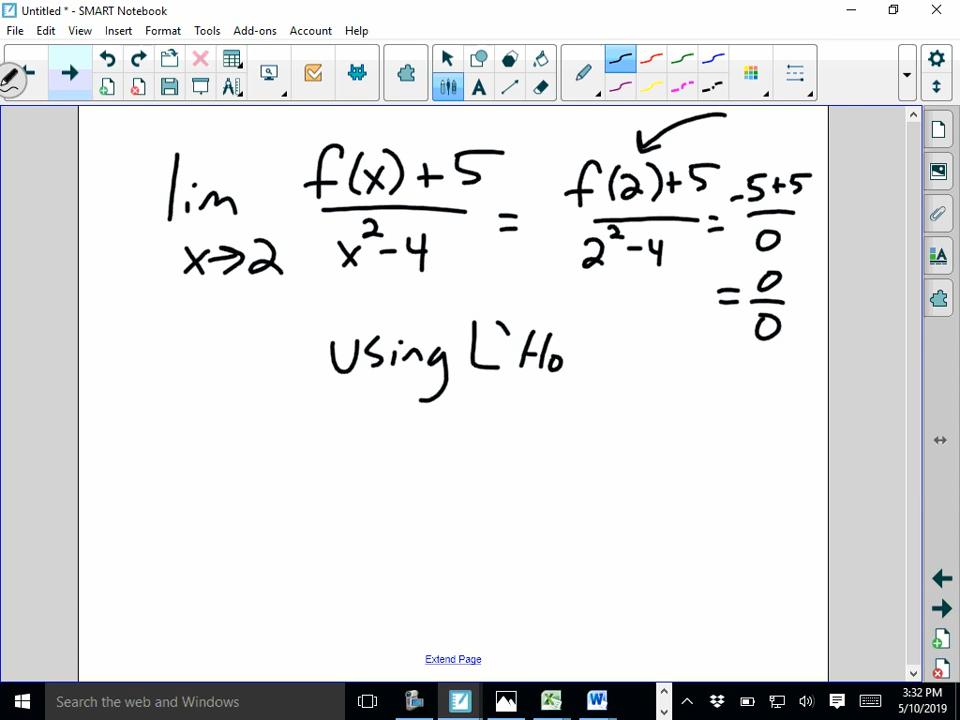 Untitled * - SMART Notebook
File Edit View Insert Format Tools Add-ons Account Help
lim x→2 f(x)+5 / x²-4 = f(2)+5 / 2²-4 = -5+5 / 0
= 0/0
Using L`Ho
Extend Page
Search the web and Windows
3:32 PM
5/10/2019